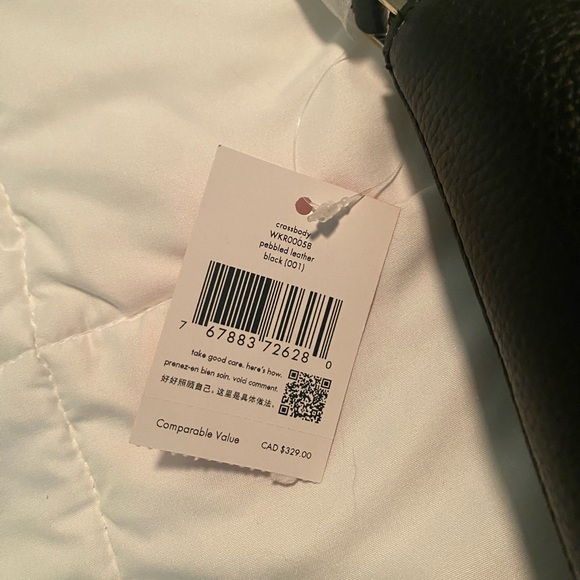 crossbody
WKR00058
pebbled leather
black (001)
7 67883 72628 0
take good care. here's how.
prenez-en bien soin. void comment.
好好照顾自己。这里是具体做法。
Comparable Value CAD $329.00